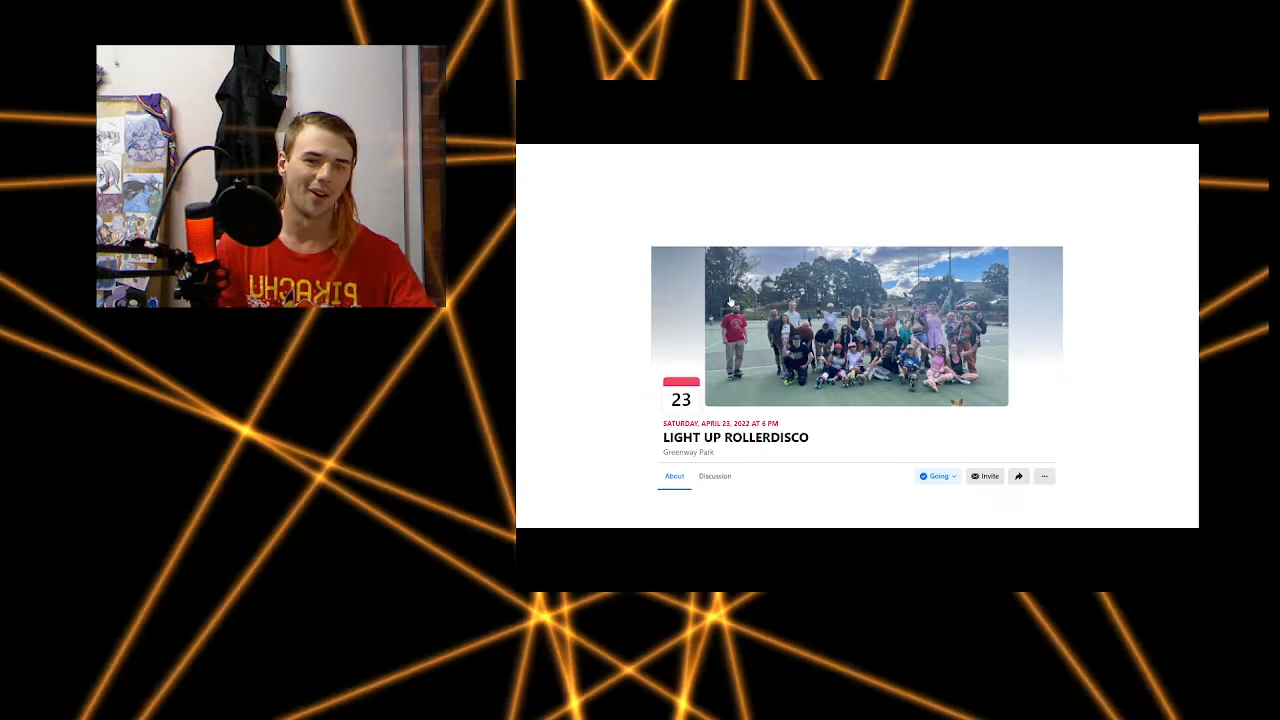 PIKACHU
23
SATURDAY, APRIL 23, 2022 AT 6 PM
LIGHT UP ROLLERDISCO
Greenway Park
About
Discussion
Going
Invite